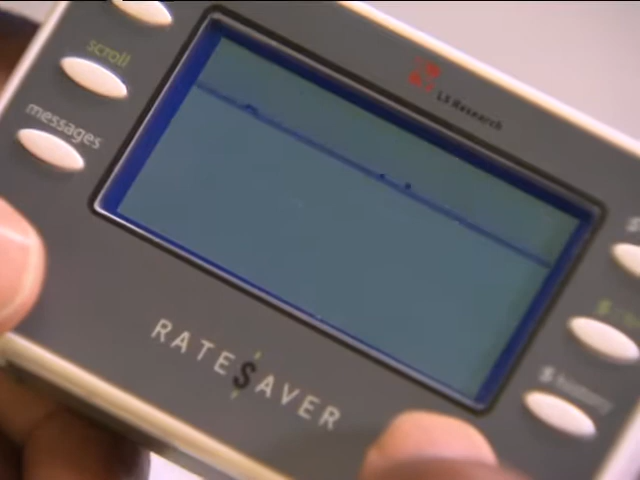 scroll
messages
LS Research
RATE$AVER
$ history